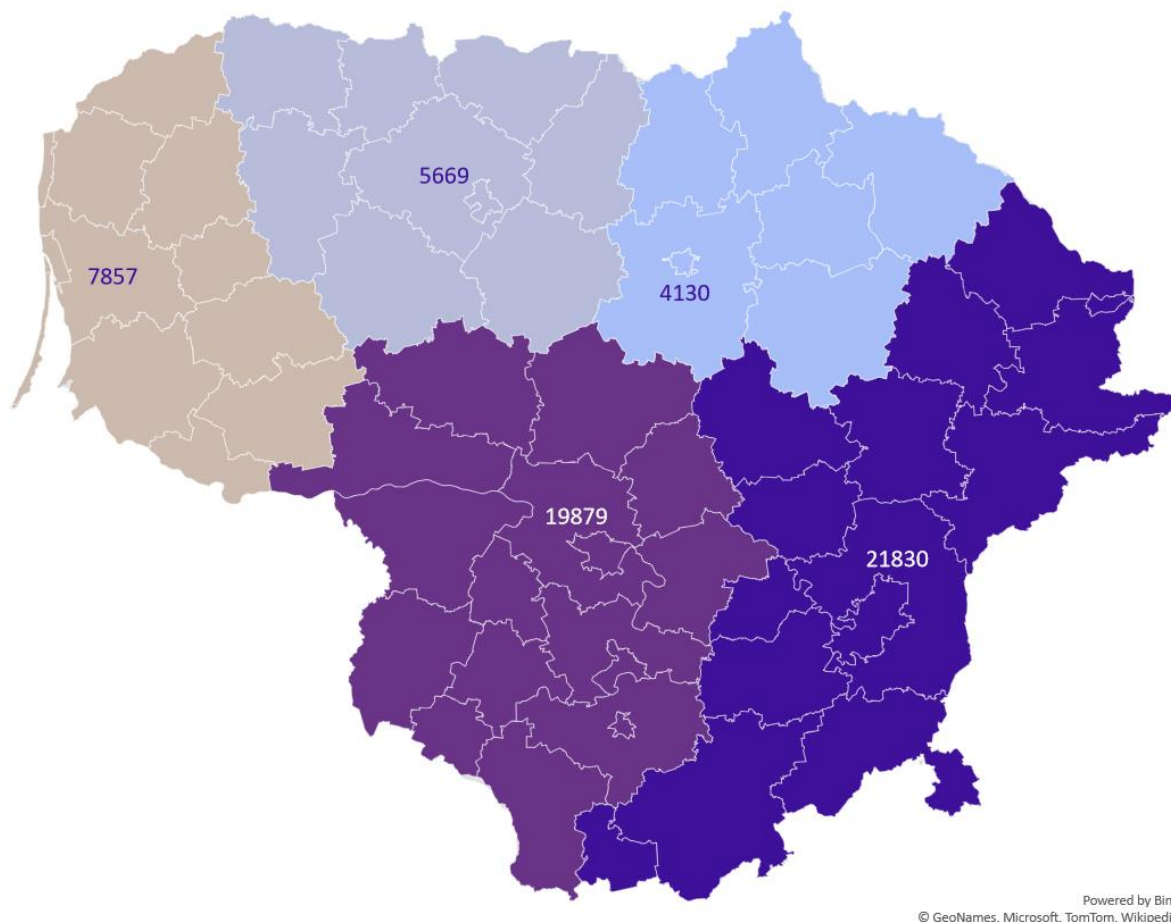 5669
7857
4130
19879
21830
Powered by Bin
© GeoNames, Microsoft, TomTom, Wikipedi